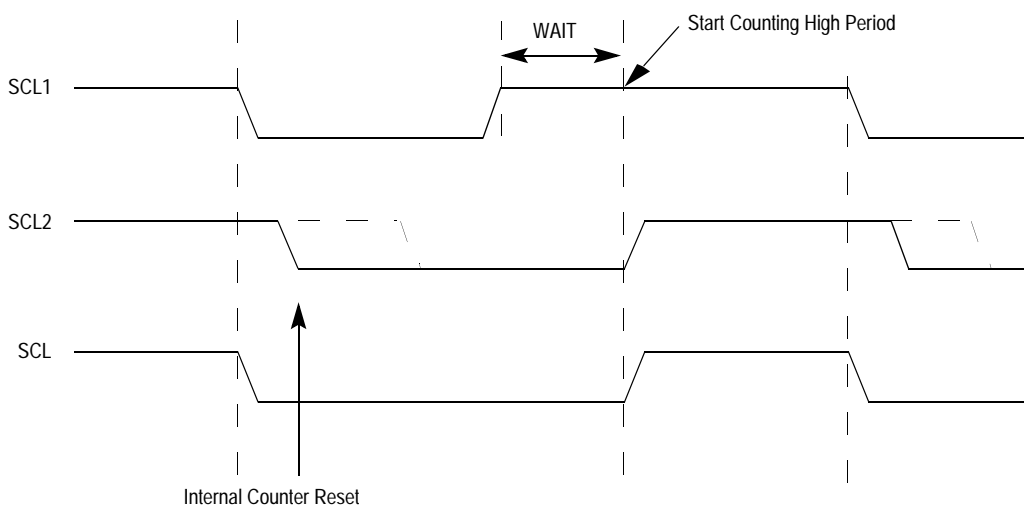 WAIT
Start Counting High Period
SCL1
SCL2
SCL
Internal Counter Reset